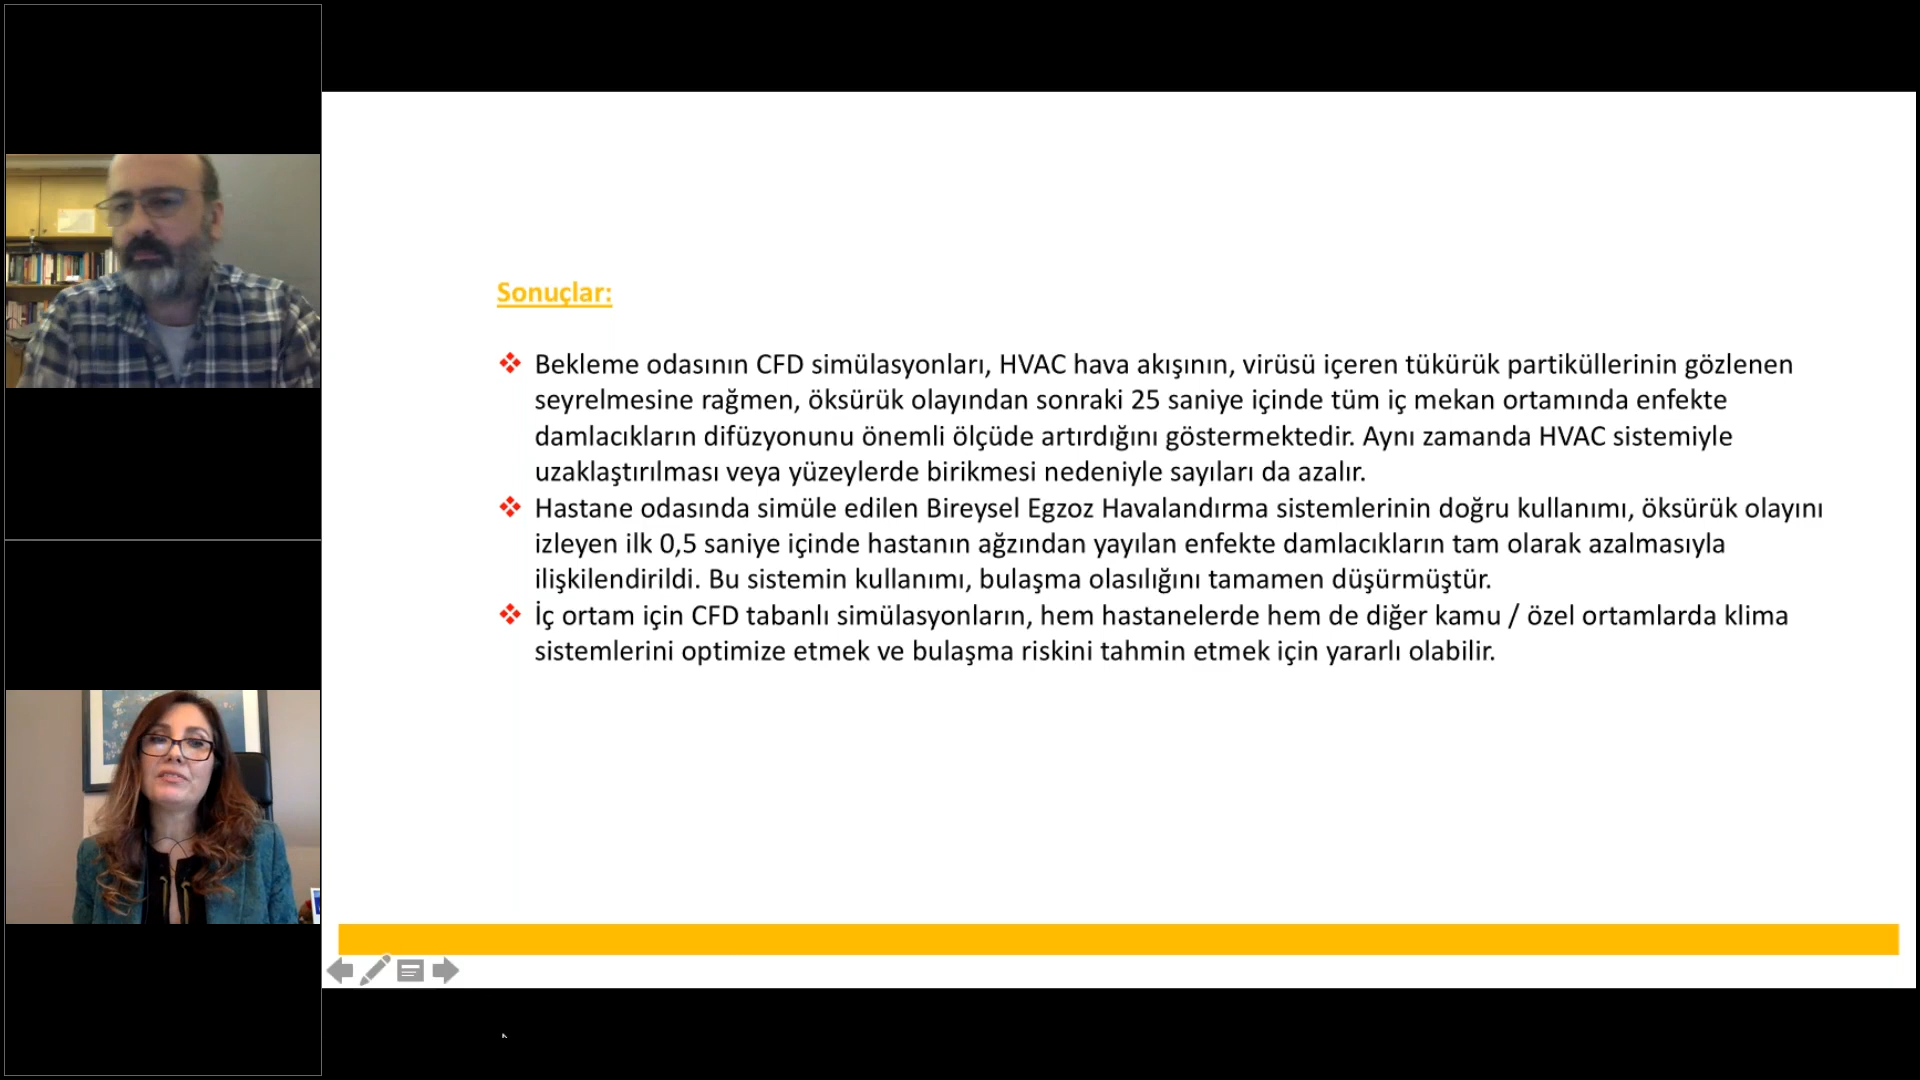 Sonuçlar:
❖ Bekleme odasının CFD simülasyonları, HVAC hava akışının, virüsü içeren tükürük partiküllerinin gözlenen
seyrelmesine rağmen, öksürük olayından sonraki 25 saniye içinde tüm iç mekan ortamında enfekte
damlacıkların difüzyonunu önemli ölçüde artırdığını göstermektedir. Aynı zamanda HVAC sistemiyle
uzaklaştırılması veya yüzeylerde birikmesi nedeniyle sayıları da azalır.
❖ Hastane odasında simüle edilen Bireysel Egzoz Havalandırma sistemlerinin doğru kullanımı, öksürük olayını
izleyen ilk 0,5 saniye içinde hastanın ağzından yayılan enfekte damlacıkların tam olarak azalmasıyla
ilişkilendirildi. Bu sistemin kullanımı, bulaşma olasılığını tamamen düşürmüştür.
❖ İç ortam için CFD tabanlı simülasyonların, hem hastanelerde hem de diğer kamu / özel ortamlarda klima
sistemlerini optimize etmek ve bulaşma riskini tahmin etmek için yararlı olabilir.